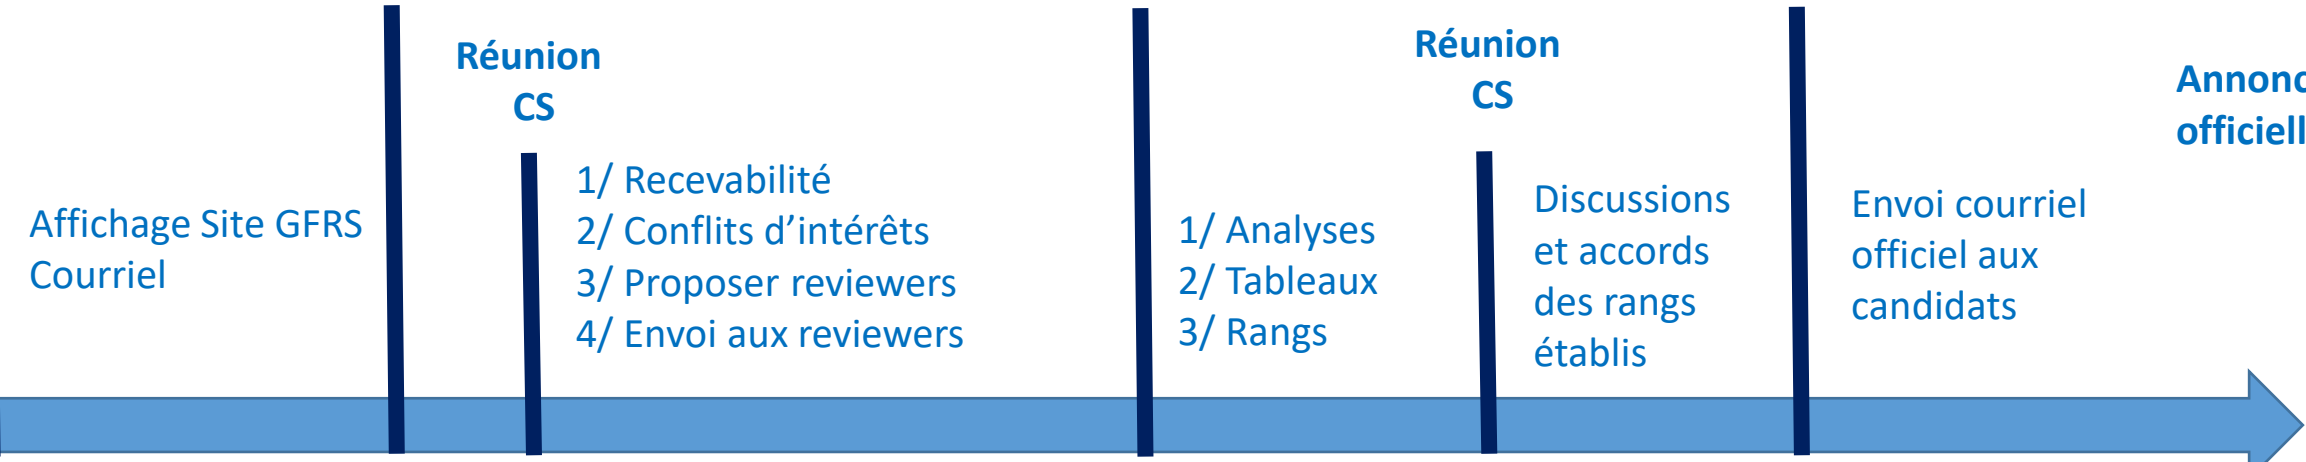 Affichage Site GFRS
Courriel
Réunion
CS
1/ Recevabilité
2/ Conflits d’intérêts
3/ Proposer reviewers
4/ Envoi aux reviewers
1/ Analyses
2/ Tableaux
3/ Rangs
Réunion
CS
Discussions
et accords
des rangs
établis
Envoi courriel
officiel aux
candidats